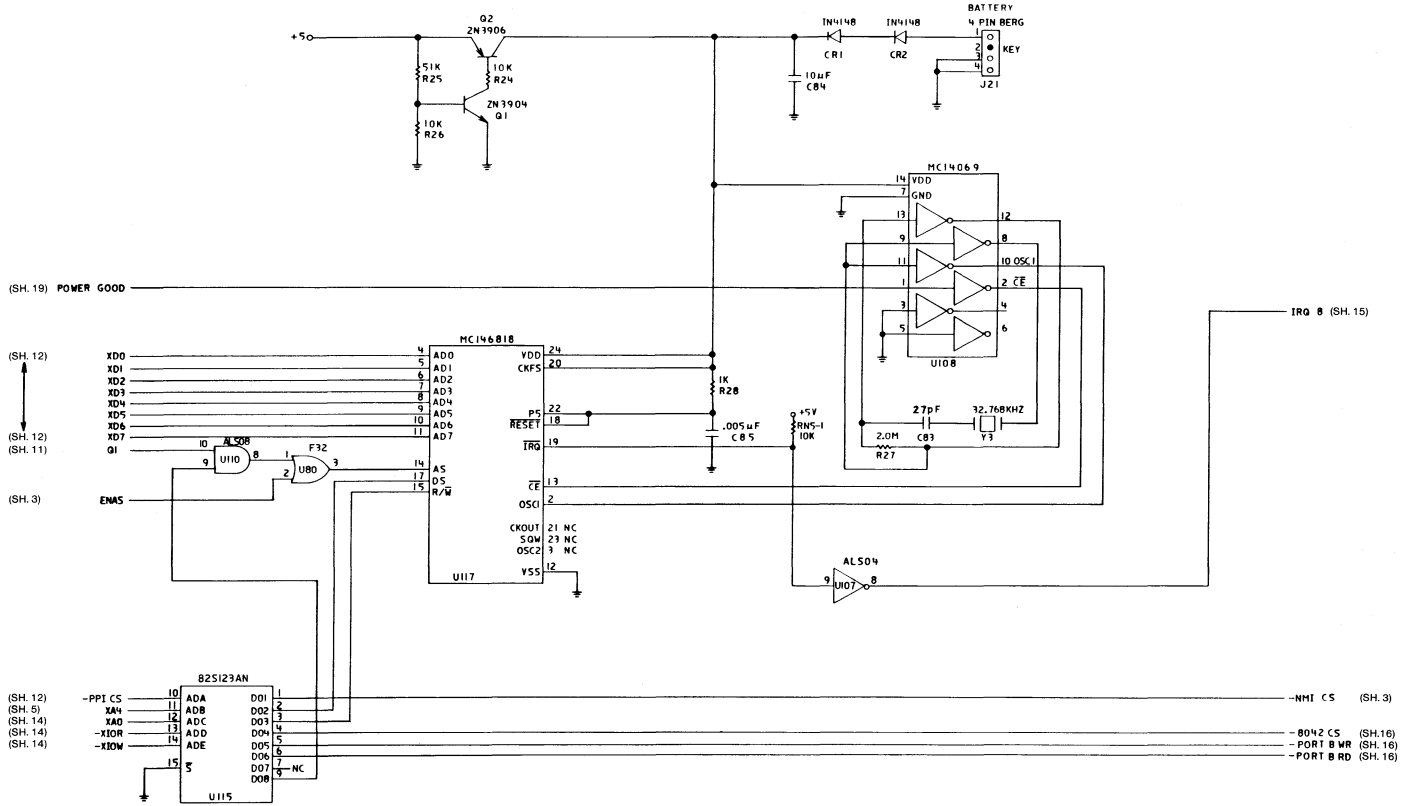 BATTERY
4 PIN BERG
Q2
2N3906
IN4148
IN4148
+5
1
2
3
4
KEY
CR1
CR2
J21
51K
R25
10K
R24
10µF
C84
2N3904
Q1
10K
R26
MC14069
14 VDD
7 GND
13
12
9
8
11
10 OSC1
1
2 CE
3
4
5
6
U108
(SH. 19) POWER GOOD
IRQ 8 (SH. 15)
MC146818
(SH. 12) XD0
4 AD0
VDD 24
XD1
5 AD1
CKFS 20
XD2
6 AD2
1K
R28
XD3
7 AD3
XD4
8 AD4
XD5
9 AD5
PS 22
XD6
10 AD6
RESET 18
(SH. 12) XD7
11 AD7
.005µF
C85
+5V
RN5-1
10K
27pF
C83
32.768KHZ
Y3
2.0M
R27
IRQ 19
(SH. 11) Q1
10
9
ALS08
U110
8
F32
1
2
U80
3
14 AS
17 DS
15 R/W
CE 13
OSC1 2
(SH. 3) ENAS
CKOUT 21 NC
SQW 23 NC
OSC2 3 NC
VSS 12
U117
ALS04
9
U107
8
82S123AN
(SH. 12) -PPI CS
10 ADA
DO1 1
-NMI CS (SH. 3)
(SH. 5) XA4
11 ADB
DO2 2
(SH. 14) XA0
12 ADC
DO3 3
(SH. 14) -XIOR
13 ADD
DO4 4
-8042 CS (SH.16)
(SH. 14) -XIOW
14 ADE
DO5 5
-PORT B WR (SH. 16)
DO6 6
-PORT B RD (SH. 16)
15 S
DO7 7 NC
DO8 9
U115